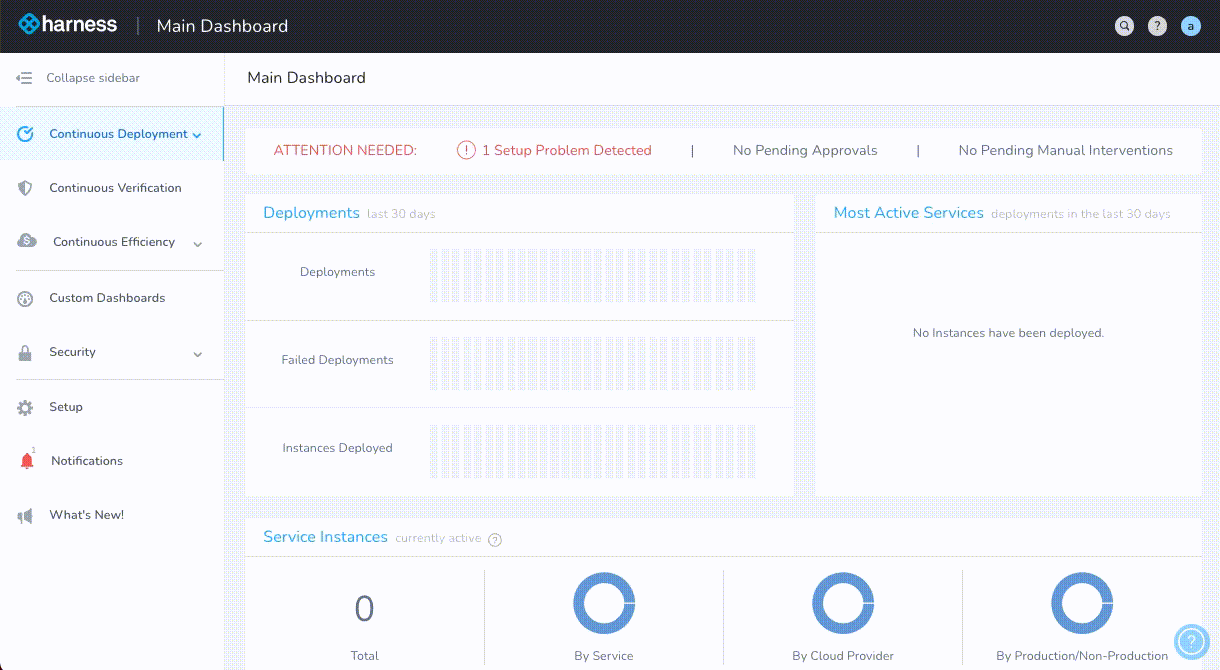 harness | Main Dashboard
? a
Collapse sidebar
Main Dashboard
Continuous Deployment
Continuous Verification
Continuous Efficiency
Custom Dashboards
Security
Setup
1
Notifications
What's New!
ATTENTION NEEDED: ! 1 Setup Problem Detected | No Pending Approvals | No Pending Manual Interventions
Deployments last 30 days
Deployments
Failed Deployments
Instances Deployed
Most Active Services deployments in the last 30 days
No Instances have been deployed.
Service Instances currently active ?
0
Total
By Service
By Cloud Provider
By Production/Non-Production
?